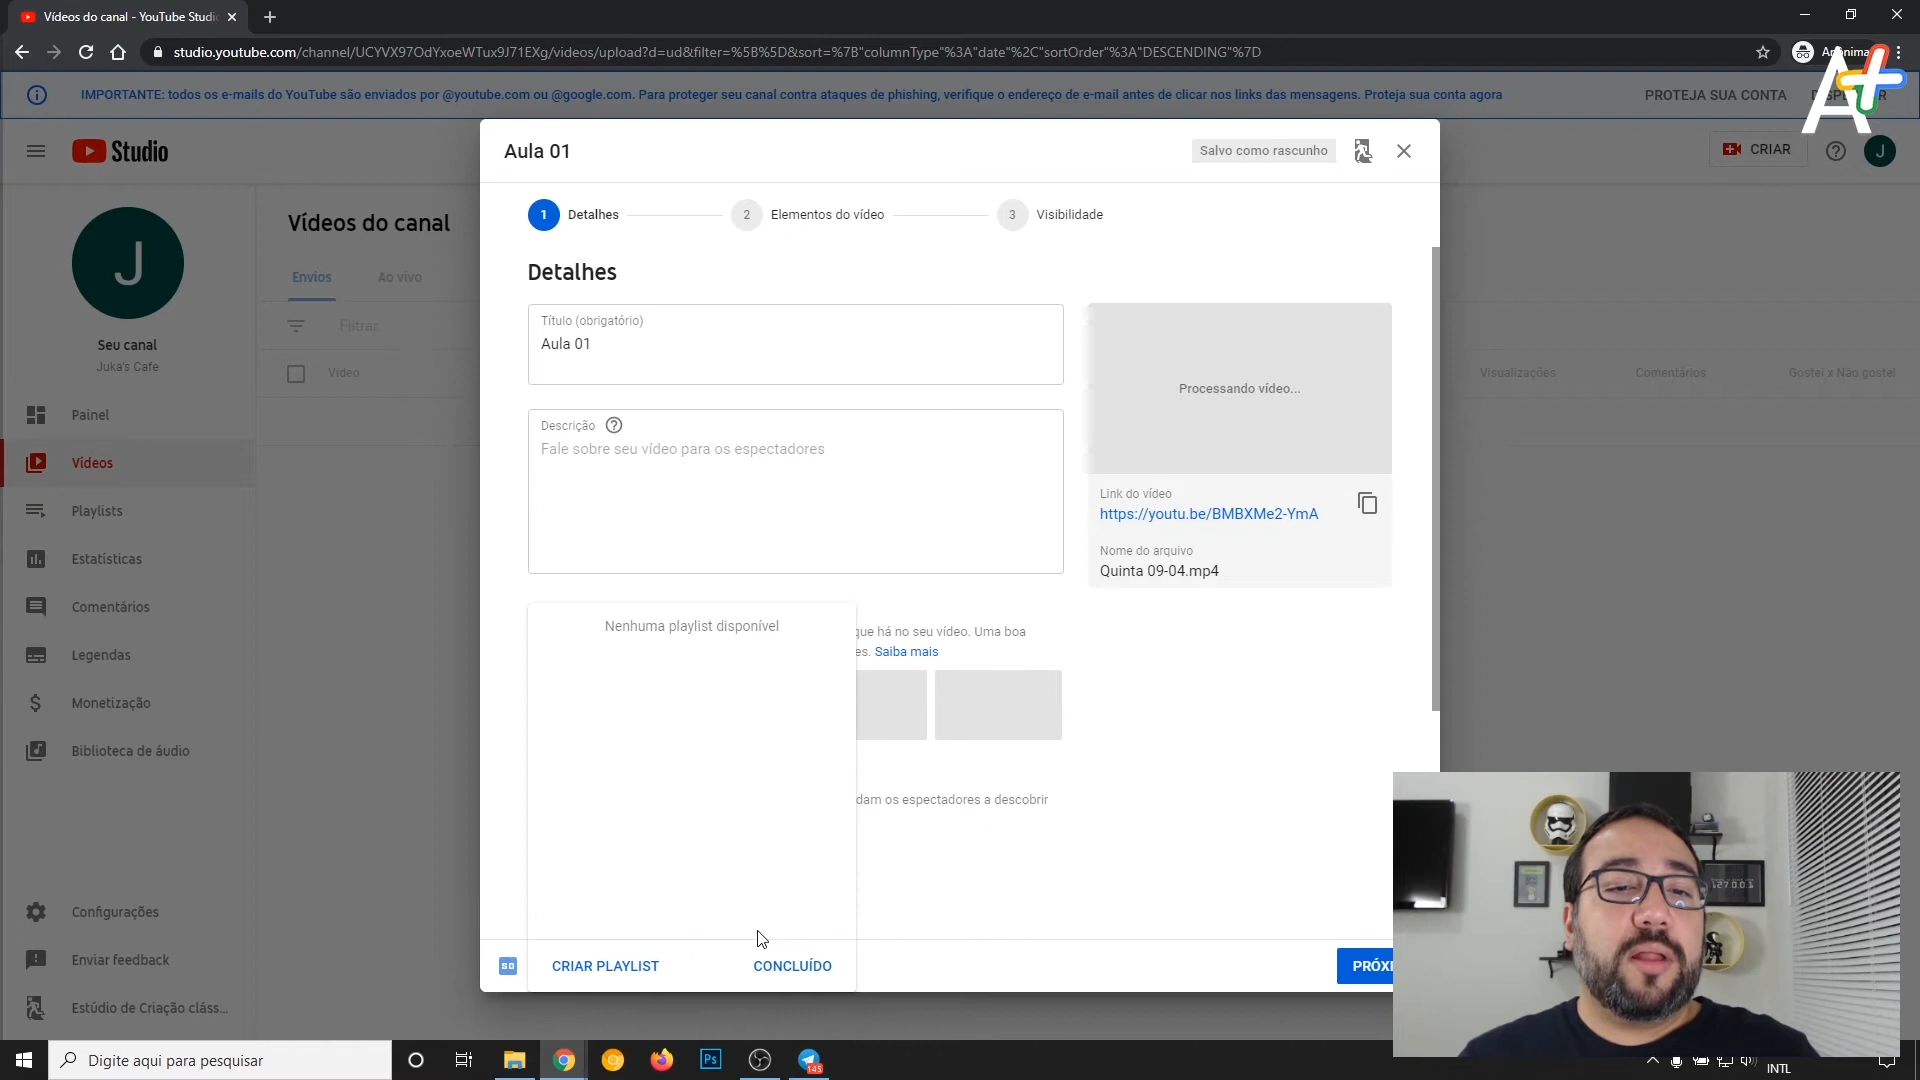 Vídeos do canal - YouTube Studi
studio.youtube.com/channel/UCYVX97OdYxoeWTux9J71EXg/videos/upload?d=ud&filter=%5B%5D&sort=%7B"columnType"%3A"date"%2C"sortOrder"%3A"DESCENDING"%7D
IMPORTANTE: todos os e-mails do YouTube são enviados por @youtube.com ou @google.com. Para proteger seu canal contra ataques de phishing, verifique o endereço de e-mail antes de clicar nos links das mensagens. Proteja sua conta agora
PROTEJA SUA CONTA
A+
Studio
Aula 01
Salvo como rascunho
CRIAR
J
1 Detalhes
2 Elementos do vídeo
3 Visibilidade
J
Seu canal
Juka's Cafe
Painel
Vídeos
Playlists
Estatísticas
Comentários
Legendas
Monetização
Biblioteca de áudio
Configurações
Enviar feedback
Estúdio de Criação cláss...
Vídeos do canal
Envios
Ao vivo
Filtrar
Vídeo
Visualizações
Comentários
Gostei x Não gostei
Detalhes
Título (obrigatório)
Aula 01
Descrição
Fale sobre seu vídeo para os espectadores
Processando vídeo...
Link do vídeo
https://youtu.be/BMBXMe2-YmA
Nome do arquivo
Quinta 09-04.mp4
Nenhuma playlist disponível
que há no seu vídeo. Uma boa
es. Saiba mais
dam os espectadores a descobrir
CRIAR PLAYLIST
CONCLUÍDO
PRÓXI
127.0.0.1
Digite aqui para pesquisar
Ps
145
INTL